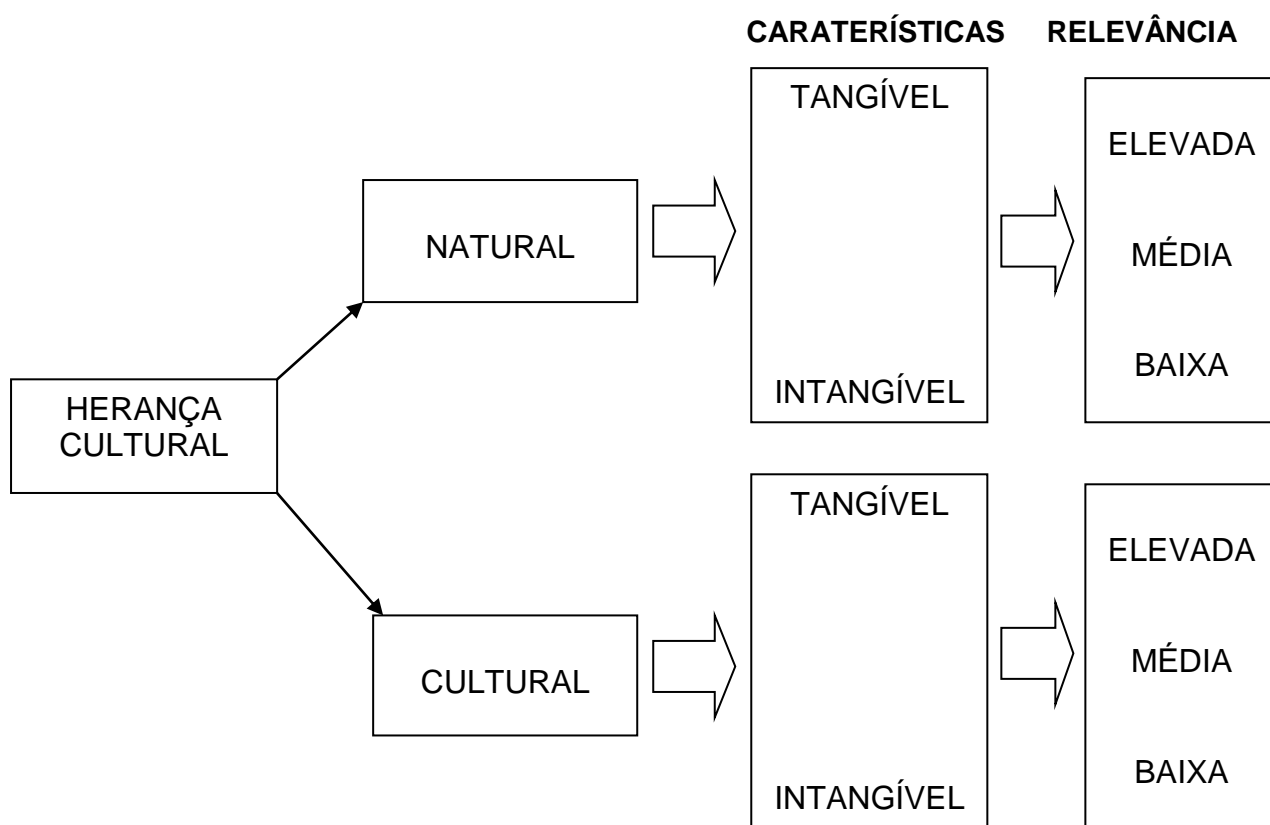 CARATERÍSTICAS RELEVÂNCIA
TANGÍVEL
ELEVADA
NATURAL
MÉDIA
BAIXA
INTANGÍVEL
HERANÇA
CULTURAL
TANGÍVEL
ELEVADA
CULTURAL
MÉDIA
BAIXA
INTANGÍVEL